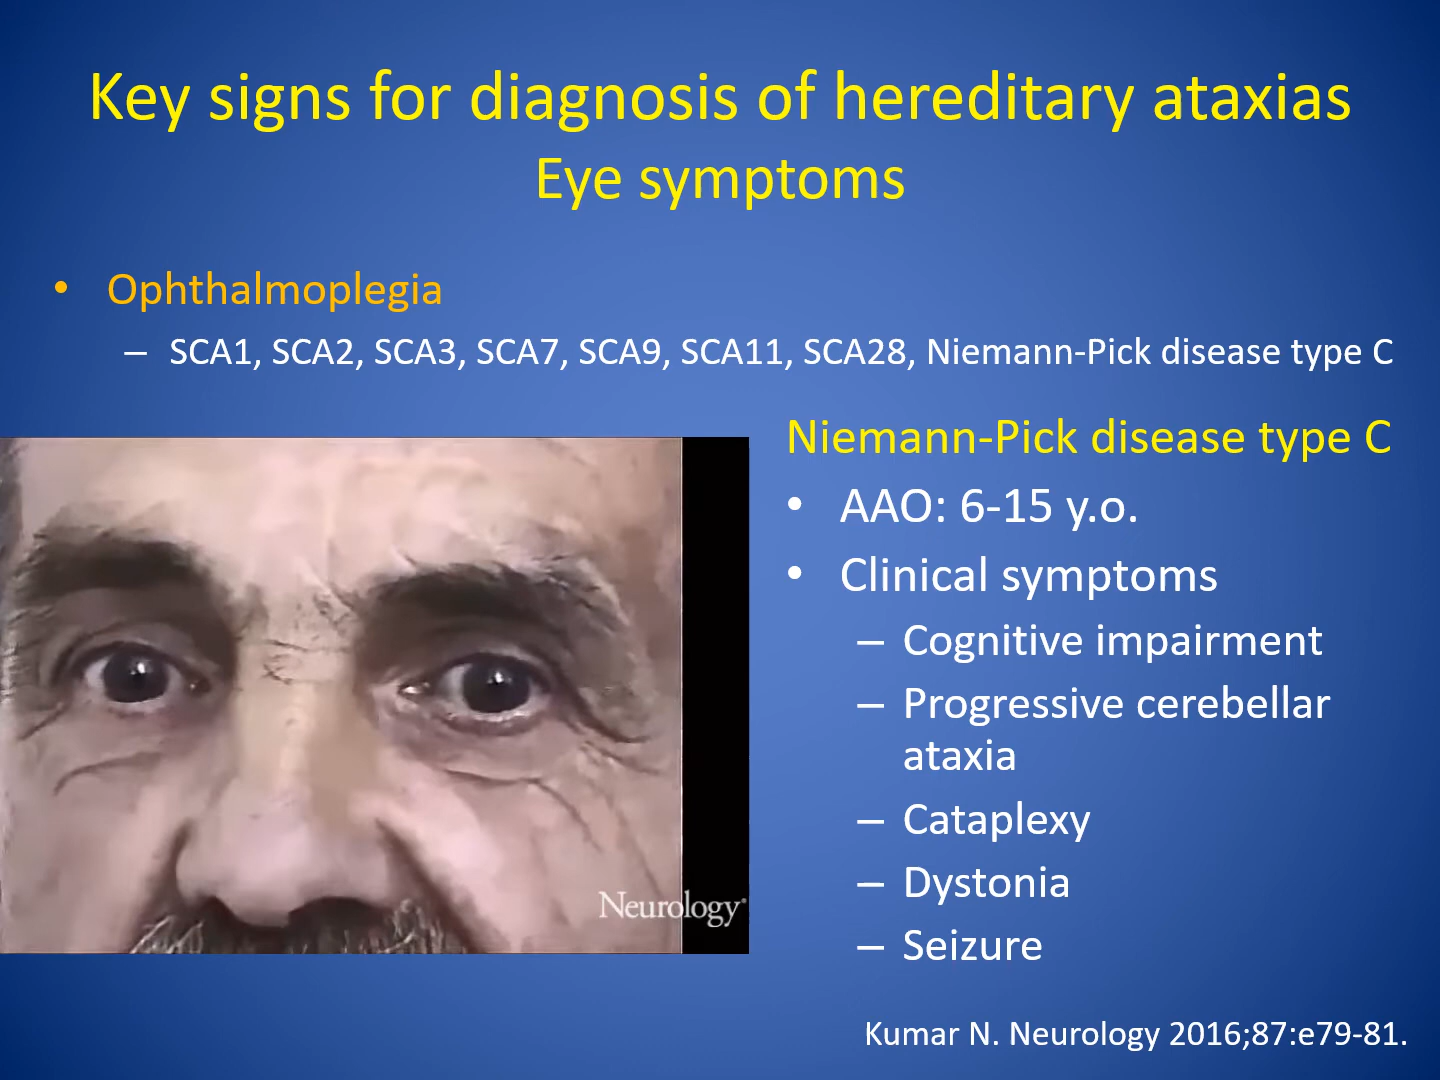 Key signs for diagnosis of hereditary ataxias
Eye symptoms
• Ophthalmoplegia
– SCA1, SCA2, SCA3, SCA7, SCA9, SCA11, SCA28, Niemann-Pick disease type C
Niemann-Pick disease type C
• AAO: 6-15 y.o.
• Clinical symptoms
– Cognitive impairment
– Progressive cerebellar
ataxia
– Cataplexy
– Dystonia
– Seizure
Neurology®
Kumar N. Neurology 2016;87:e79-81.